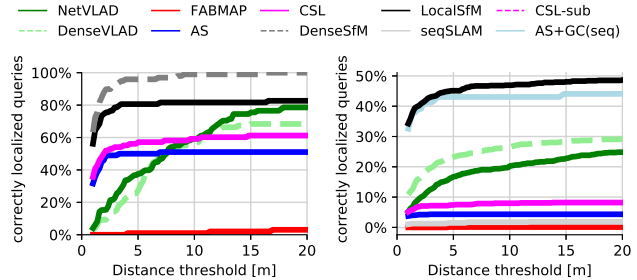 NetVLAD FABMAP CSL LocalSfM CSL-sub
DenseVLAD AS DenseSfM seqSLAM AS+GC(seq)
correctly localized queries
100%
80%
60%
40%
20%
0%
0 5 10 15 20
Distance threshold [m]
correctly localized queries
50%
40%
30%
20%
10%
0%
0 5 10 15 20
Distance threshold [m]